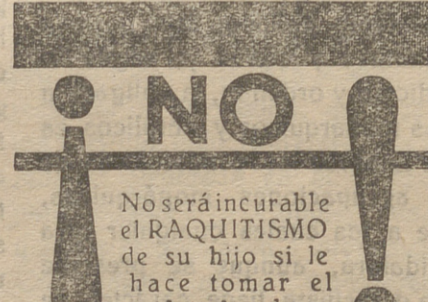 ¡NO!
No será incurable
el RAQUITISMO
de su hijo si le
hace tomar el